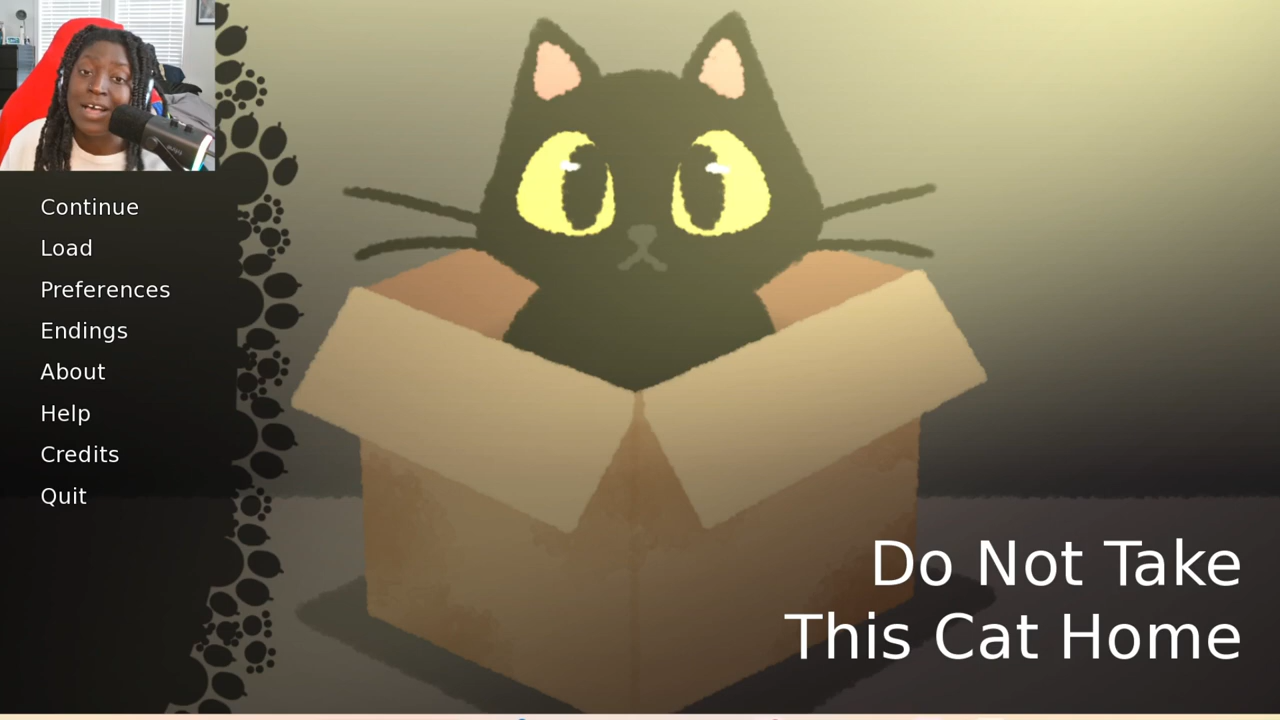 Continue
Load
Preferences
Endings
About
Help
Credits
Quit
Do Not Take
This Cat Home